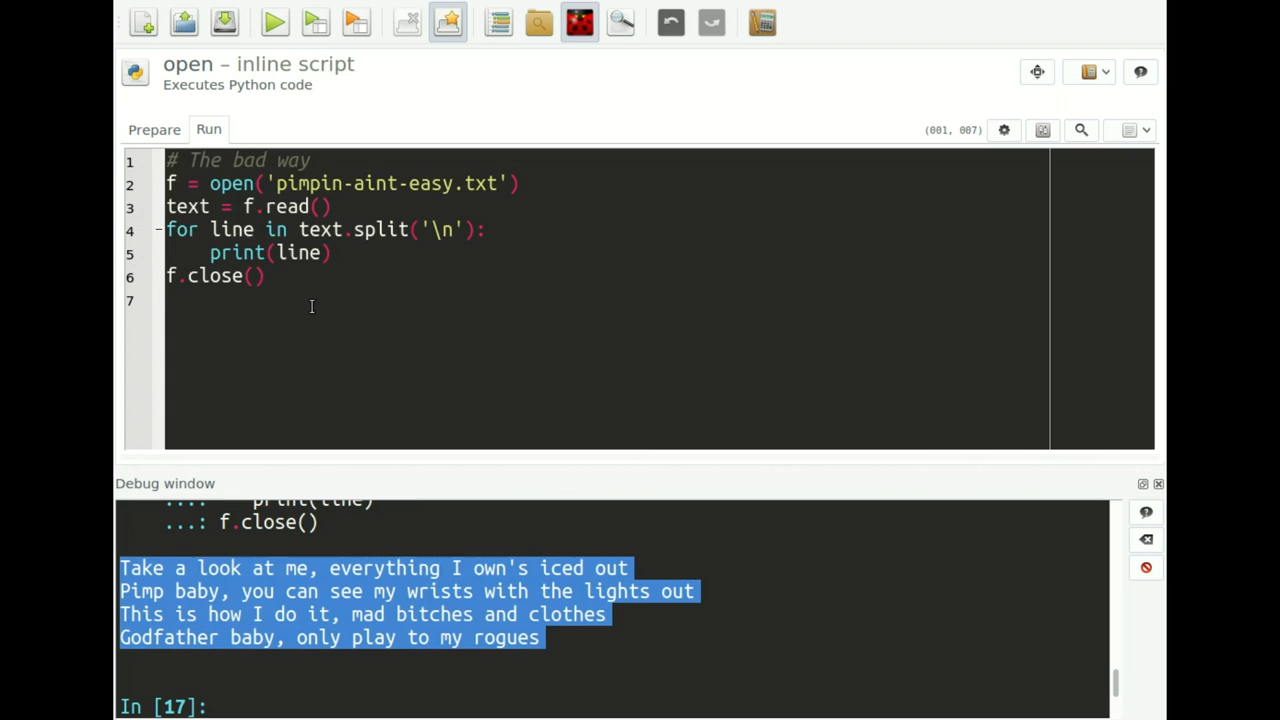 open – inline script
Executes Python code
Prepare
Run
(001, 007)
1 # The bad way
2 f = open('pimpin-aint-easy.txt')
3 text = f.read()
4 for line in text.split('\n'):
5     print(line)
6 f.close()
7
Debug window
...:     print(line)
...: f.close()
Take a look at me, everything I own's iced out
Pimp baby, you can see my wrists with the lights out
This is how I do it, mad bitches and clothes
Godfather baby, only play to my rogues
In [17]: